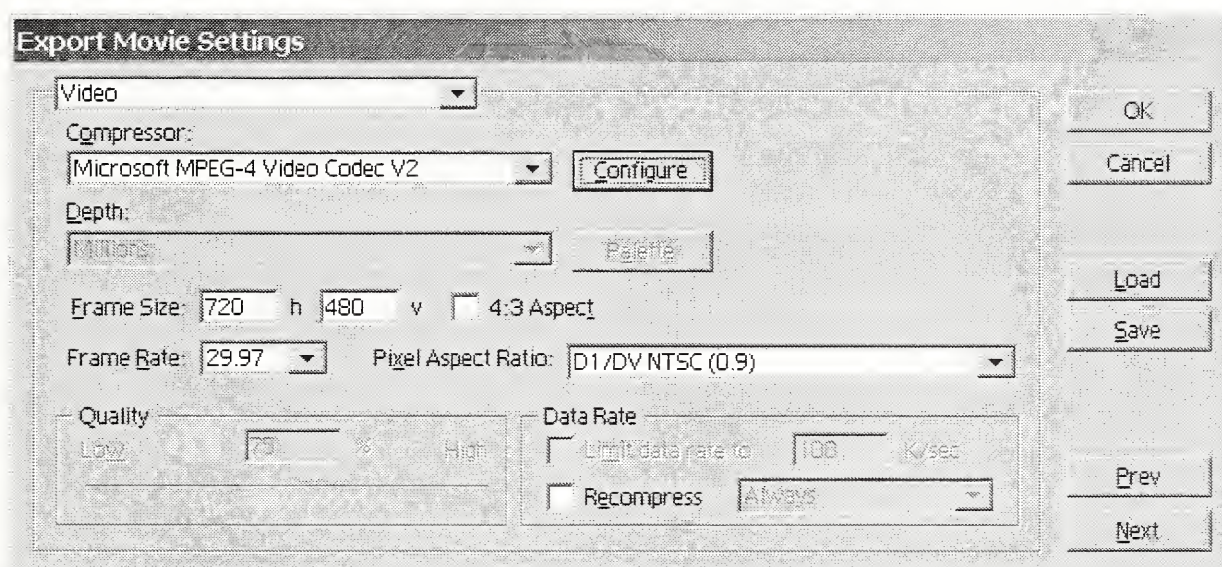 Export Movie Settings
Video
OK
Compressor:
Microsoft MPEG-4 Video Codec V2 Configure
Cancel
Depth:
Millions Palette
Load
Frame Size: 720 h 480 v 4:3 Aspect
Save
Frame Rate: 29.97 Pixel Aspect Ratio: D1/DV NTSC (0.9)
Quality
Low 75 % High
Data Rate
Limit data rate to 100 K/sec
Recompress Always
Prev
Next